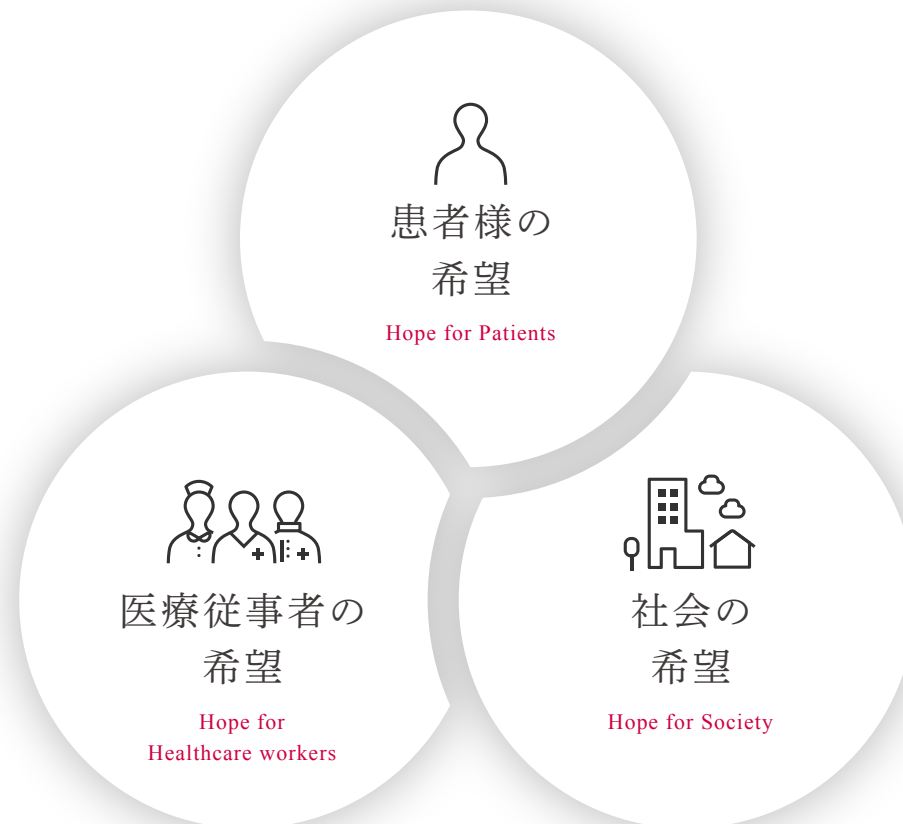 患者様の
希望
Hope for Patients
医療従事者の
希望
Hope for
Healthcare workers
社会の
希望
Hope for Society